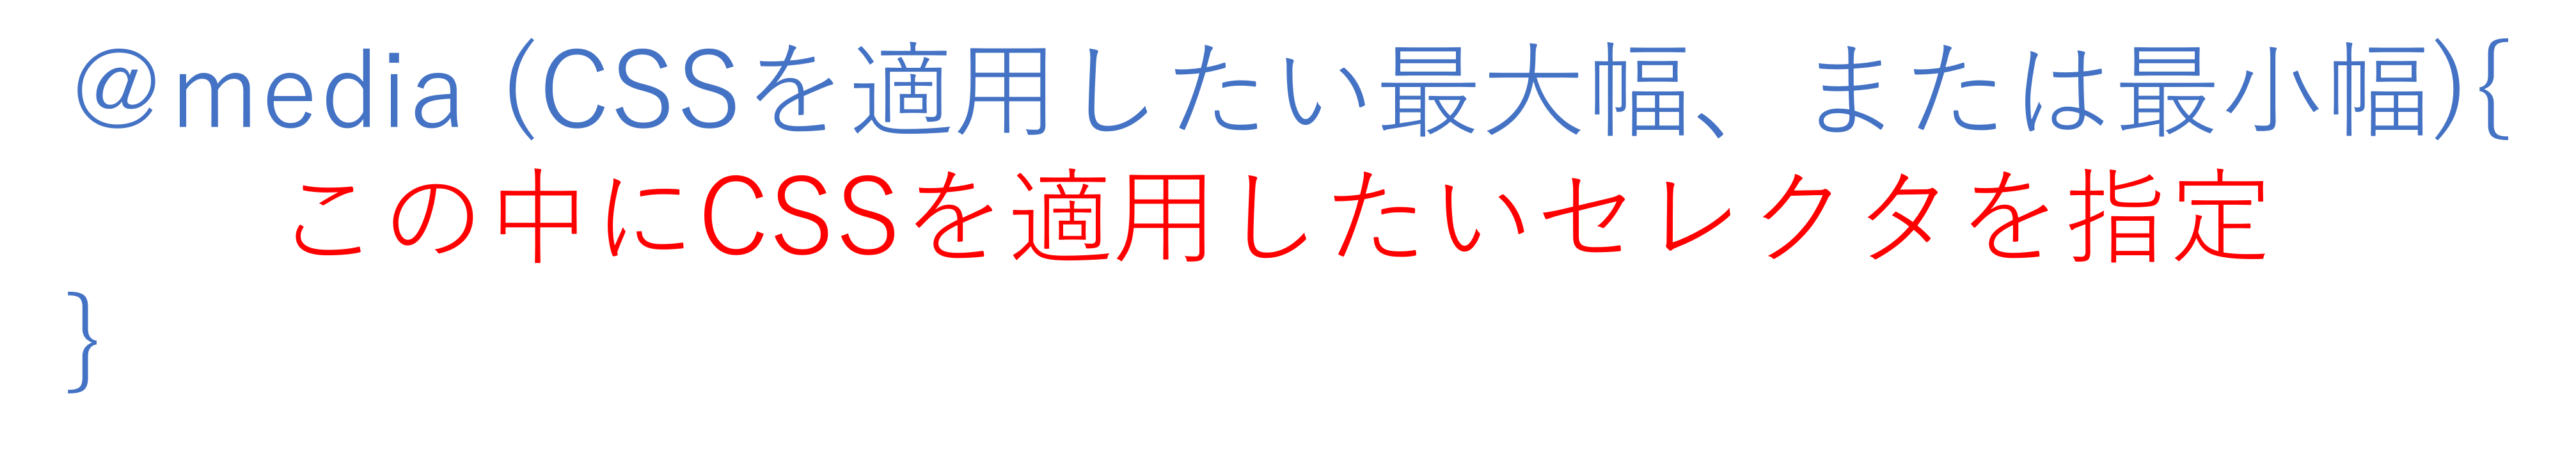 @media (CSSを適用したい最大幅、または最小幅){
この中にCSSを適用したいセレクタを指定
}